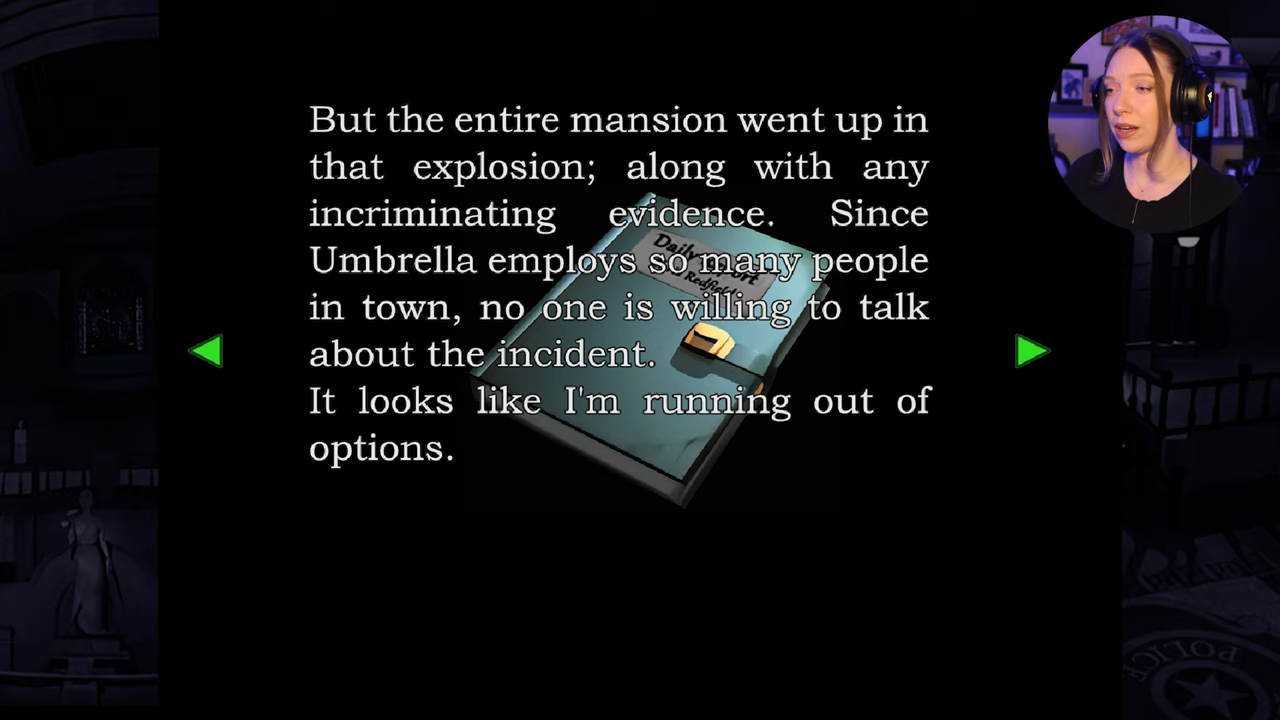 But the entire mansion went up in
that explosion; along with any
incriminating evidence. Since
Umbrella employs so many people
in town, no one is willing to talk
about the incident.
It looks like I'm running out of
options.
Redfield
POLICE